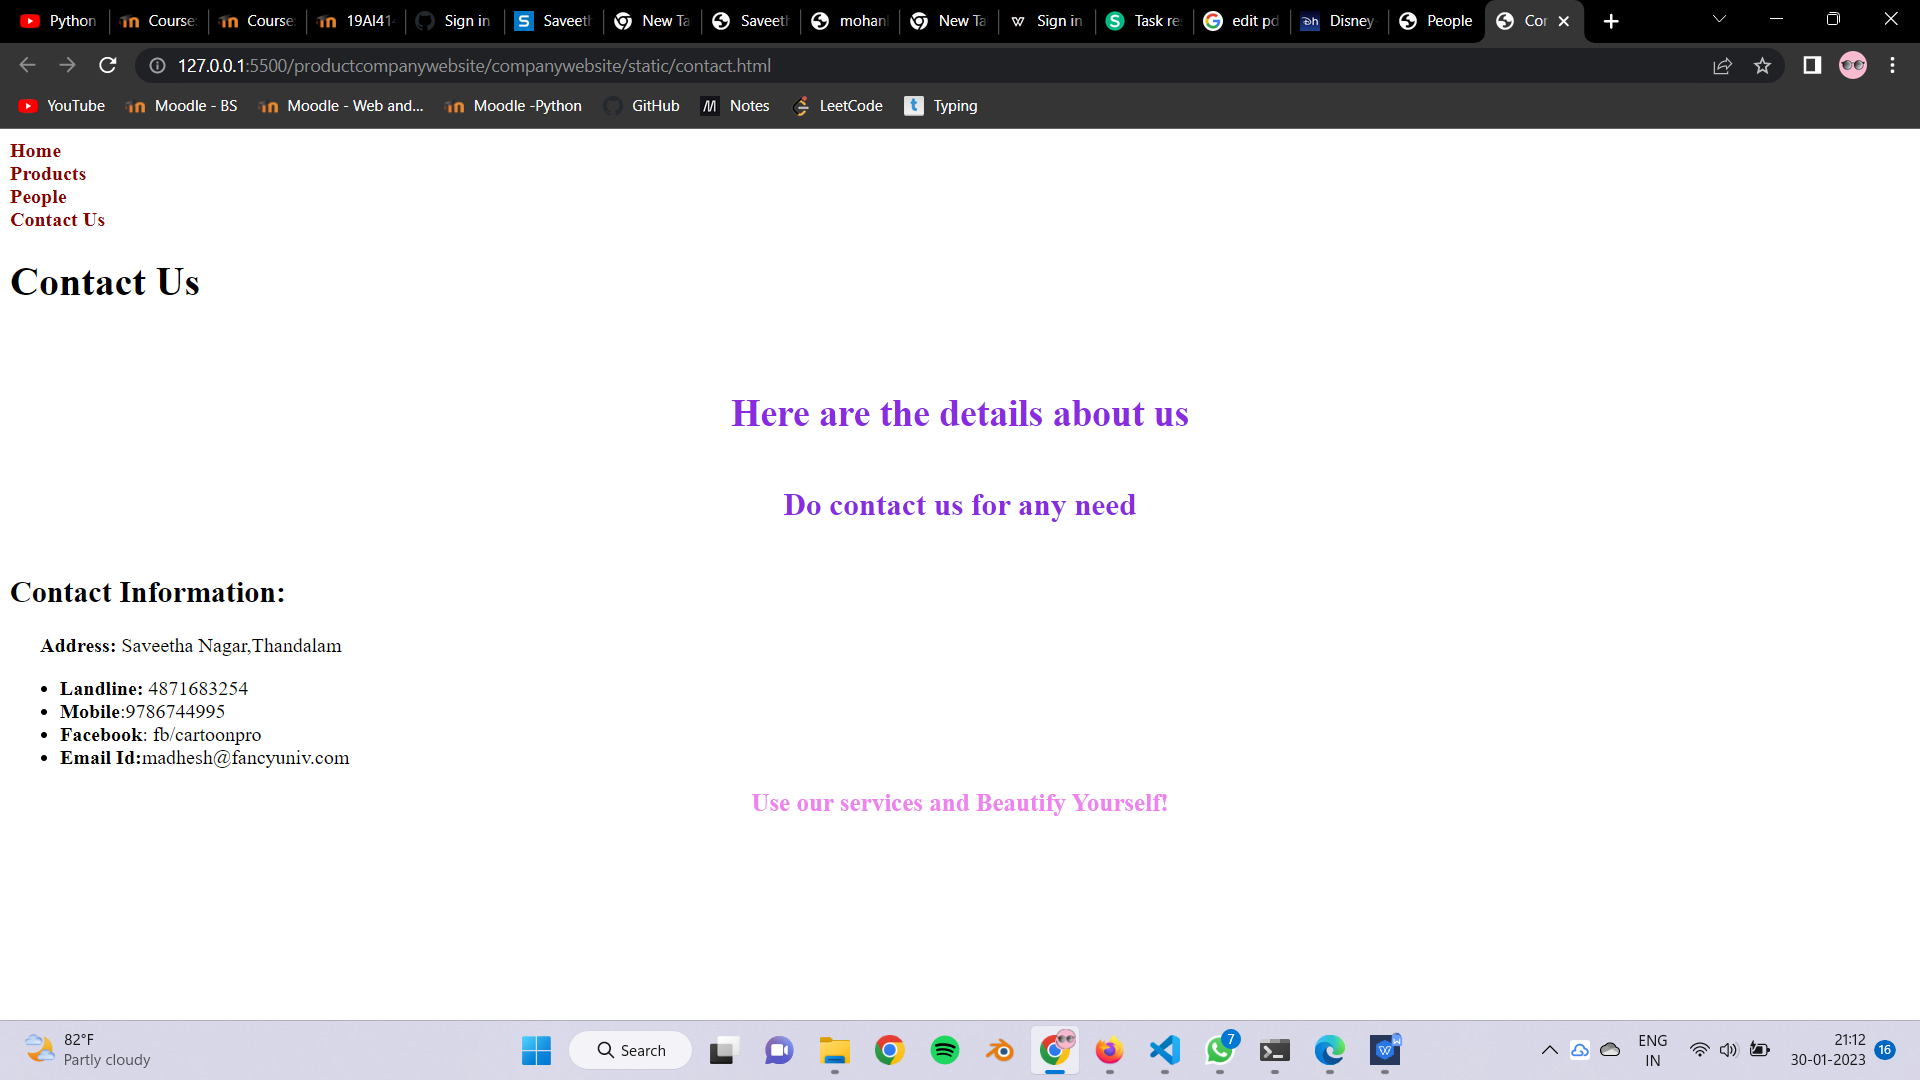 Python
Course
Course
19AI41
Sign in
Saveeth
New Ta
Saveeth
mohan
New Ta
Sign in
Task re
edit pd
Disney
People
Con
127.0.0.1:5500/productcompanywebsite/companywebsite/static/contact.html
YouTube
Moodle - BS
Moodle - Web and...
Moodle -Python
GitHub
Notes
LeetCode
Typing
Home
Products
People
Contact Us
Contact Us
Here are the details about us
Do contact us for any need
Contact Information:
Address: Saveetha Nagar,Thandalam
Landline: 4871683254
Mobile:9786744995
Facebook: fb/cartoonpro
Email Id:madhesh@fancyuniv.com
Use our services and Beautify Yourself!
82°F
Partly cloudy
Search
7
ENG
IN
21:12
30-01-2023
16